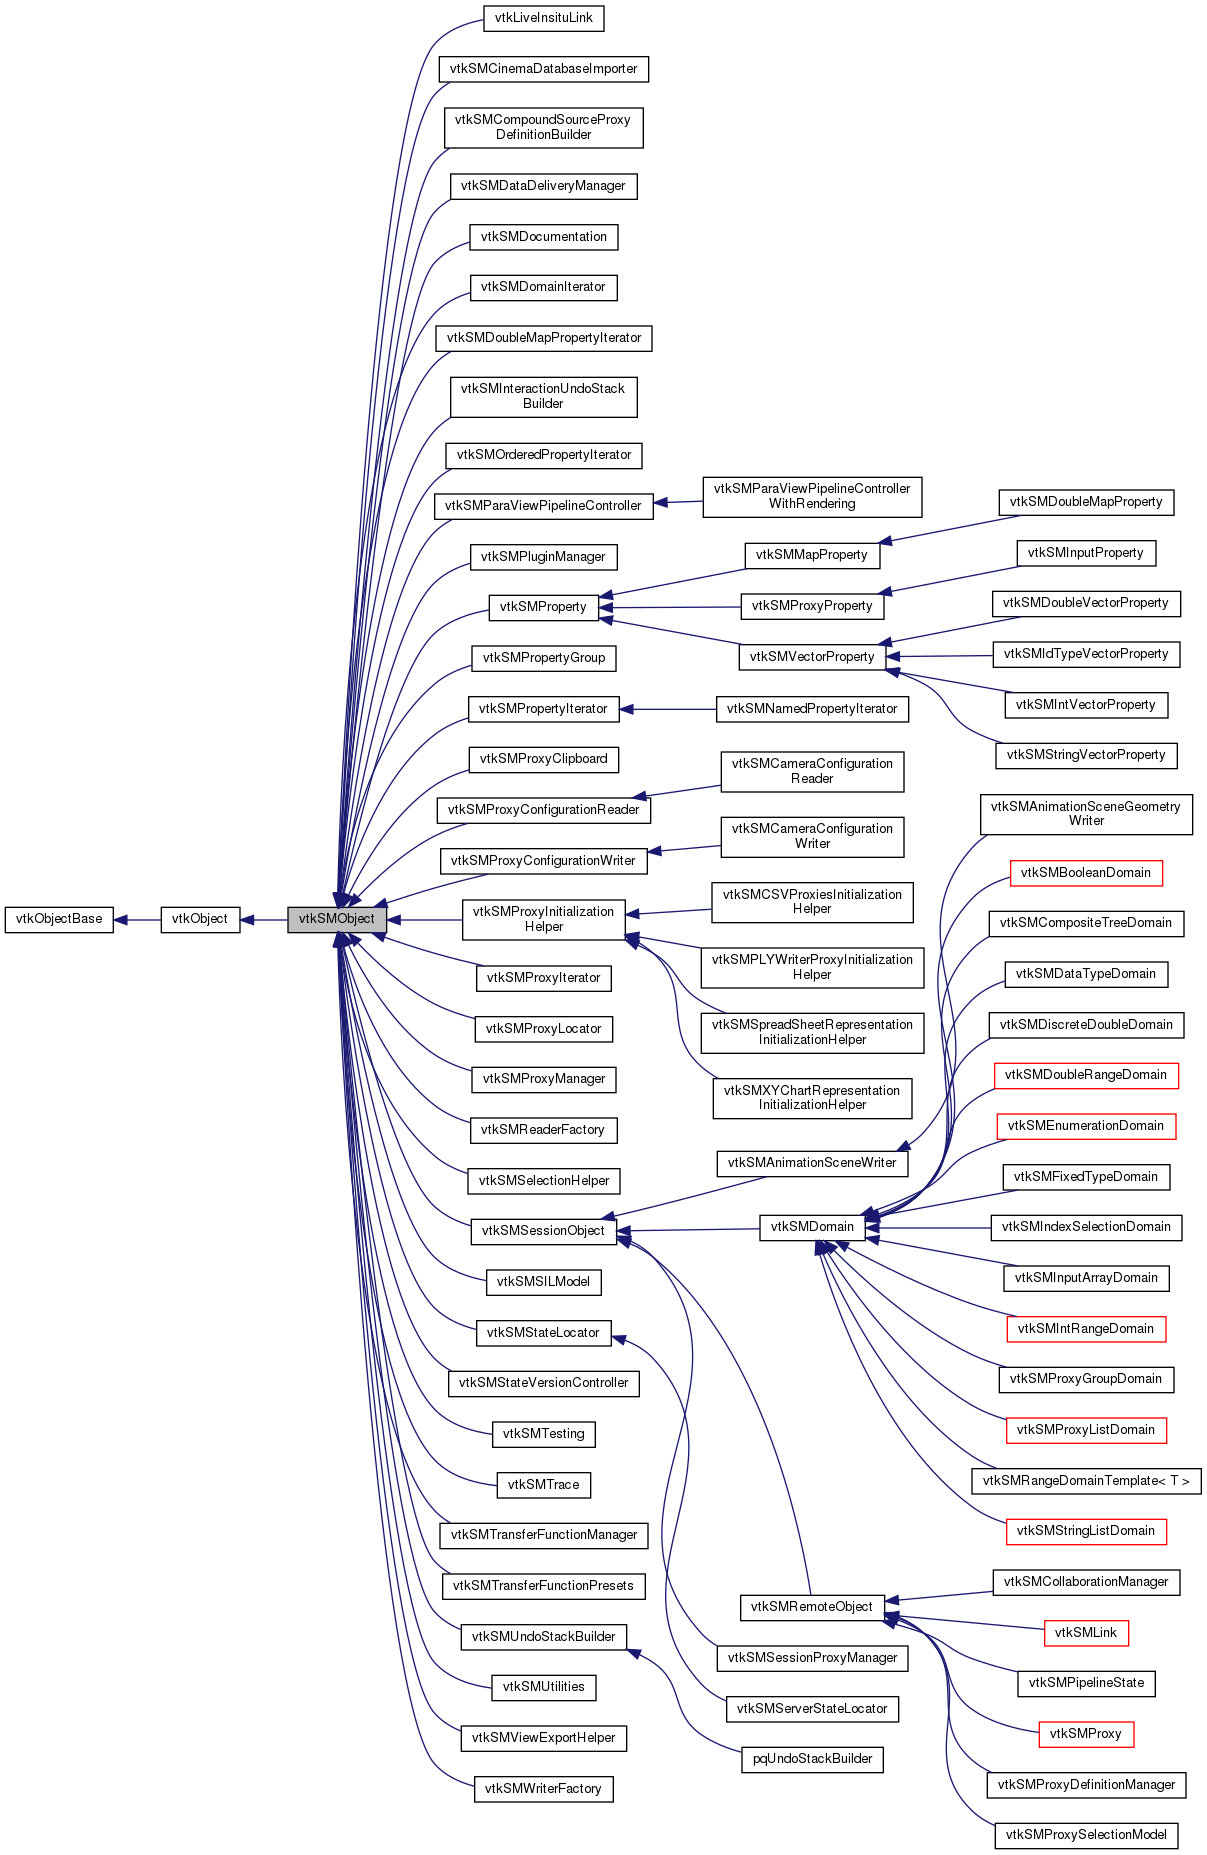 vtkLiveInsituLink
vtkSMCinemaDatabaseImporter
vtkSMCompoundSourceProxy
DefinitionBuilder
vtkSMDataDeliveryManager
vtkSMDocumentation
vtkSMDomainIterator
vtkSMDoubleMapPropertyIterator
vtkSMInteractionUndoStack
Builder
vtkSMOrderedPropertyIterator
vtkSMParaViewPipelineController
vtkSMPluginManager
vtkSMProperty
vtkSMPropertyGroup
vtkSMPropertyIterator
vtkSMProxyClipboard
vtkSMProxyConfigurationReader
vtkSMProxyConfigurationWriter
vtkObjectBase
vtkObject
vtkSMObject
vtkSMProxyInitialization
Helper
vtkSMProxyIterator
vtkSMProxyLocator
vtkSMProxyManager
vtkSMReaderFactory
vtkSMSelectionHelper
vtkSMSessionObject
vtkSMSILModel
vtkSMStateLocator
vtkSMStateVersionController
vtkSMTesting
vtkSMTrace
vtkSMTransferFunctionManager
vtkSMTransferFunctionPresets
vtkSMUndoStackBuilder
vtkSMUtilities
vtkSMViewExportHelper
vtkSMWriterFactory
vtkSMParaViewPipelineController
WithRendering
vtkSMMapProperty
vtkSMProxyProperty
vtkSMVectorProperty
vtkSMNamedPropertyIterator
vtkSMCameraConfiguration
Reader
vtkSMCameraConfiguration
Writer
vtkSMCSVProxiesInitialization
Helper
vtkSMPLYWriterProxyInitialization
Helper
vtkSMSpreadSheetRepresentation
InitializationHelper
vtkSMXYChartRepresentation
InitializationHelper
vtkSMAnimationSceneWriter
vtkSMDomain
vtkSMRemoteObject
vtkSMSessionProxyManager
vtkSMServerStateLocator
pqUndoStackBuilder
vtkSMDoubleMapProperty
vtkSMInputProperty
vtkSMDoubleVectorProperty
vtkSMIdTypeVectorProperty
vtkSMIntVectorProperty
vtkSMStringVectorProperty
vtkSMAnimationSceneGeometry
Writer
vtkSMBooleanDomain
vtkSMCompositeTreeDomain
vtkSMDataTypeDomain
vtkSMDiscreteDoubleDomain
vtkSMDoubleRangeDomain
vtkSMEnumerationDomain
vtkSMFixedTypeDomain
vtkSMIndexSelectionDomain
vtkSMInputArrayDomain
vtkSMIntRangeDomain
vtkSMProxyGroupDomain
vtkSMProxyListDomain
vtkSMRangeDomainTemplate< T >
vtkSMStringListDomain
vtkSMCollaborationManager
vtkSMLink
vtkSMPipelineState
vtkSMProxy
vtkSMProxyDefinitionManager
vtkSMProxySelectionModel